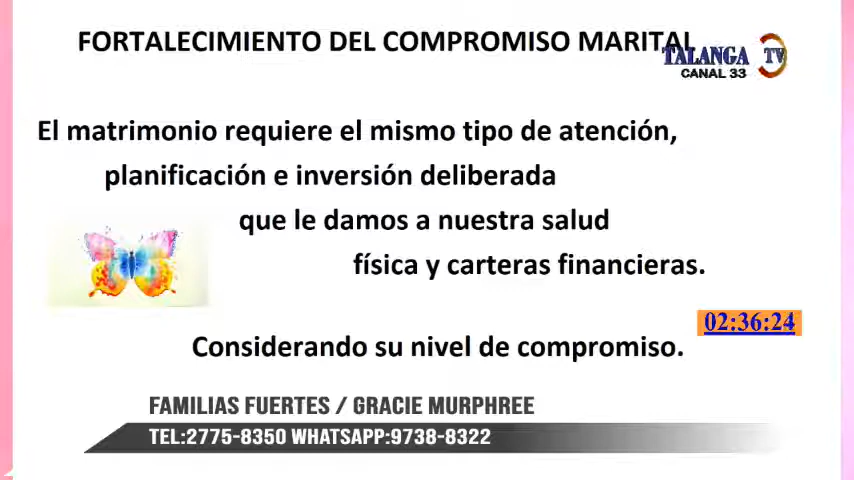 FORTALECIMIENTO DEL COMPROMISO MARITAL
TALANGA TV
CANAL 33
El matrimonio requiere el mismo tipo de atención,
planificación e inversión deliberada
que le damos a nuestra salud
física y carteras financieras.
02:36:24
Considerando su nivel de compromiso.
FAMILIAS FUERTES / GRACIE MURPHREE
TEL:2775-8350 WHATSAPP:9738-8322